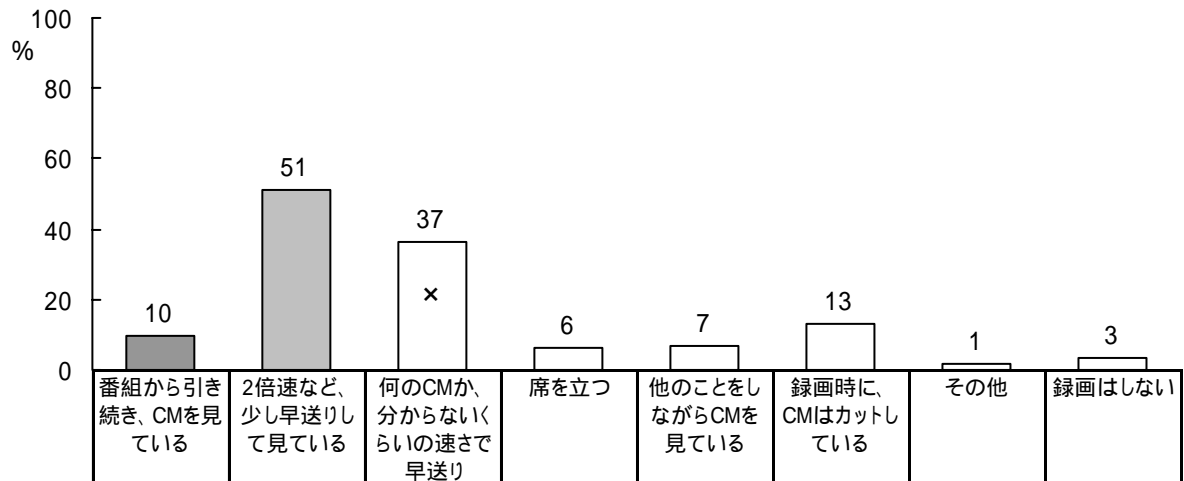 100
%
80
60
40
20
0
10
51
37
×
6
7
13
1
3
番組から引き
続き、CMを見
ている
2倍速など、
少し早送りし
て見ている
何のCMか、
分からないく
らいの速さで
早送り
席を立つ
他のことをし
ながらCMを
見ている
録画時に、
CMはカットし
ている
その他
録画はしない